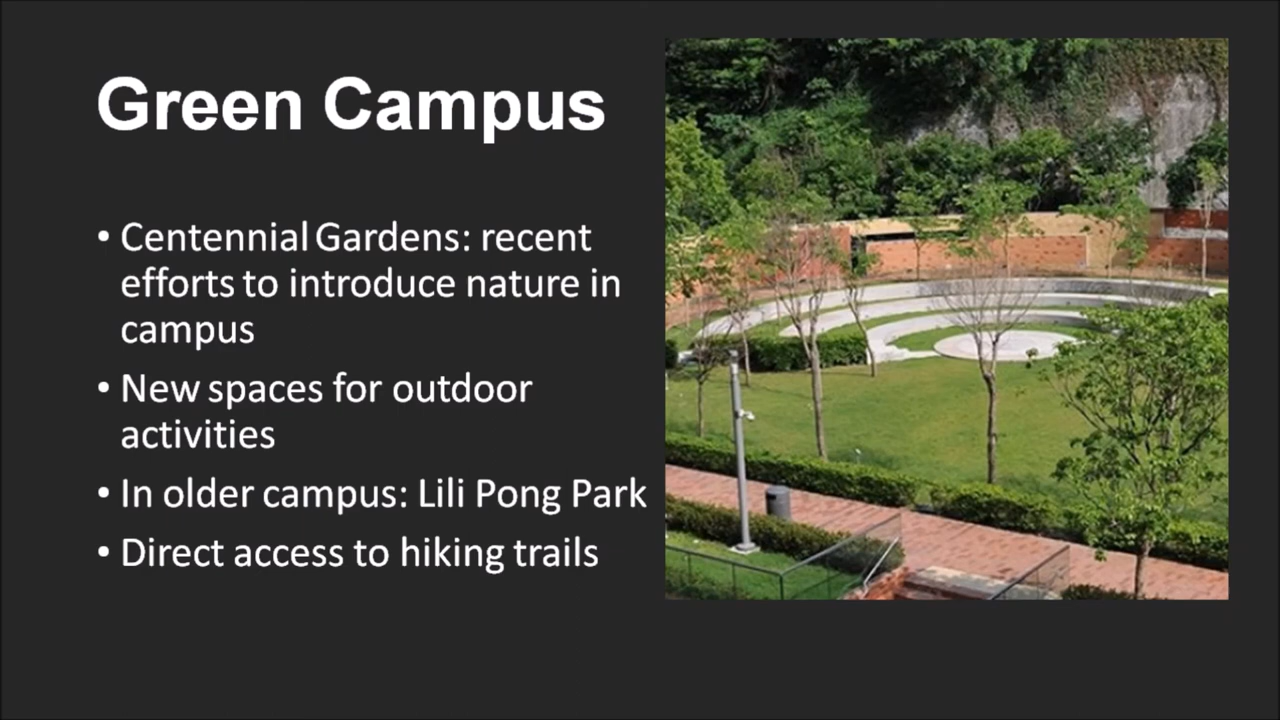 Green Campus
• Centennial Gardens: recent
efforts to introduce nature in
campus
• New spaces for outdoor
activities
• In older campus: Lili Pong Park
• Direct access to hiking trails